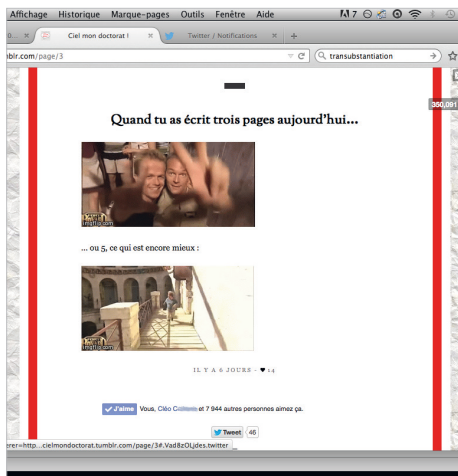 Affichage Historique Marque-pages Outils Fenêtre Aide 7
Ciel mon doctorat ! Twitter / Notifications
blr.com/page/3 transubstantiation
350,091
Quand tu as écrit trois pages aujourd'hui...
imgflip.com
... ou 5, ce qui est encore mieux :
imgflip.com
IL Y A 6 JOURS - ♥ 14
J'aime Vous, Cléo et 7 944 autres personnes aimez ça.
Tweet 46
erer=http...cielmondoctorat.tumblr.com/page/3#.Vad8zOLjdes.twitter